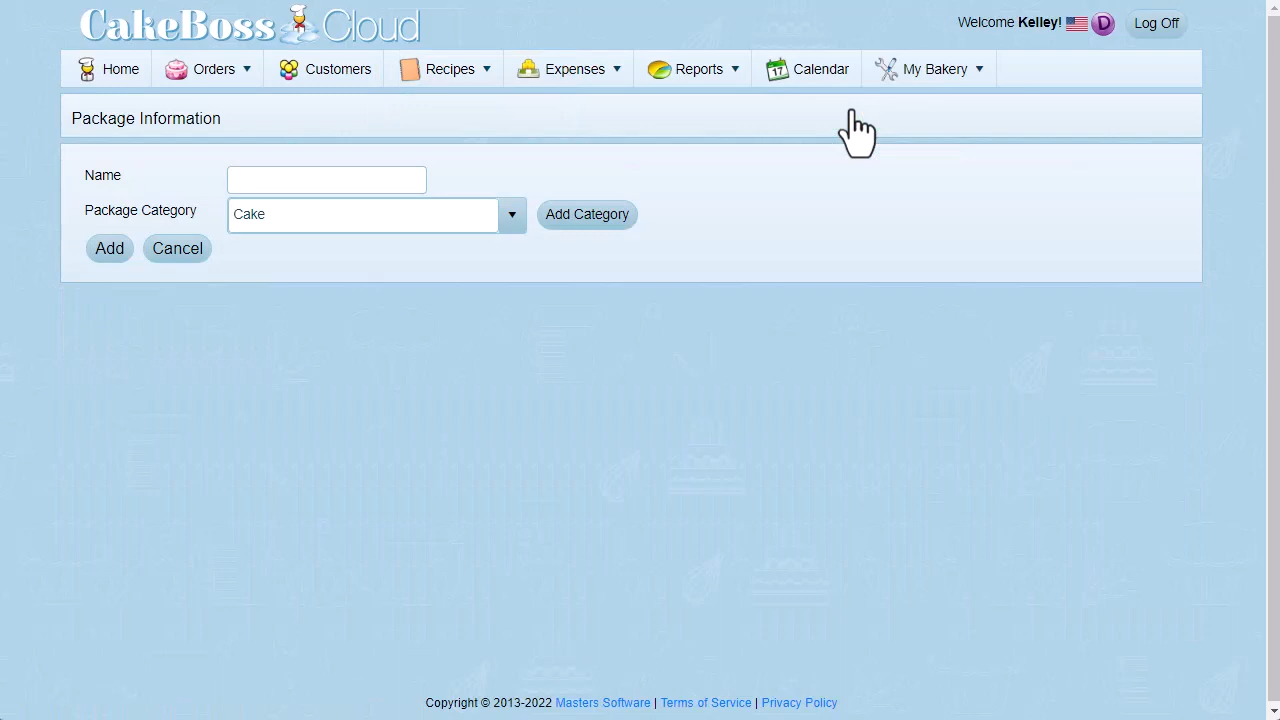 CakeBoss Cloud
Welcome Kelley! D Log Off
Home Orders Customers Recipes Expenses Reports 17 Calendar My Bakery
Package Information
Name
Package Category Cake Add Category
Add Cancel
Copyright © 2013-2022 Masters Software | Terms of Service | Privacy Policy